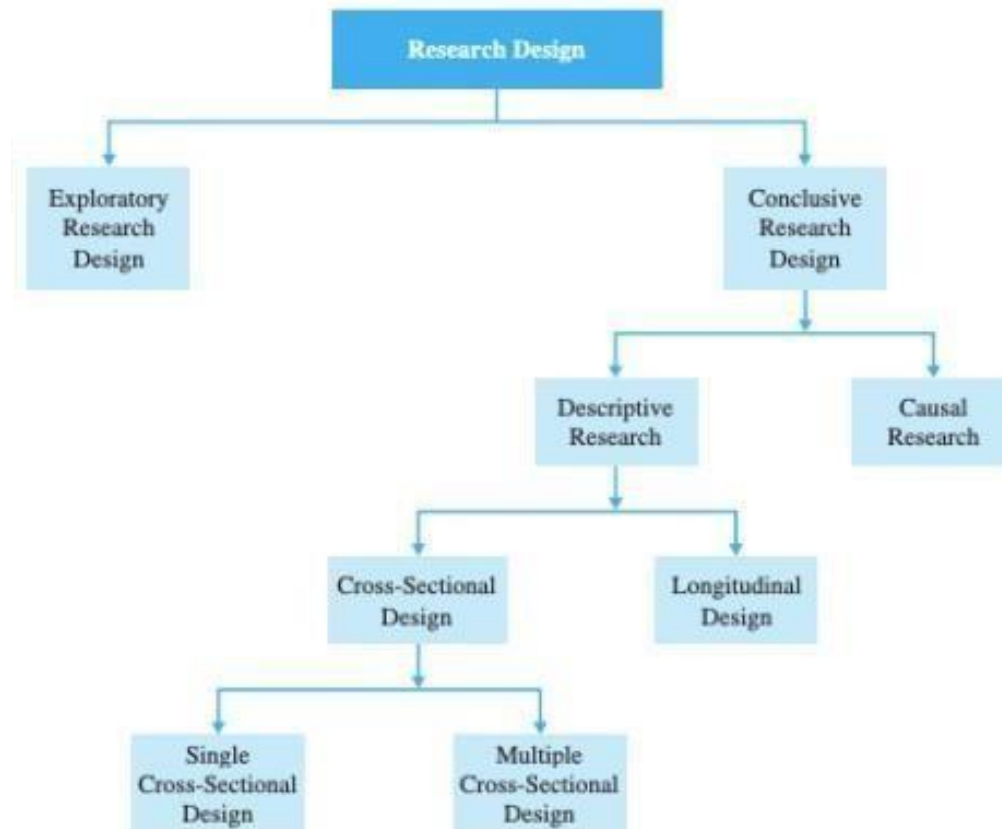 Research Design
Exploratory
Research
Design
Conclusive
Research
Design
Descriptive
Research
Causal
Research
Cross-Sectional
Design
Longitudinal
Design
Single
Cross-Sectional
Design
Multiple
Cross-Sectional
Design